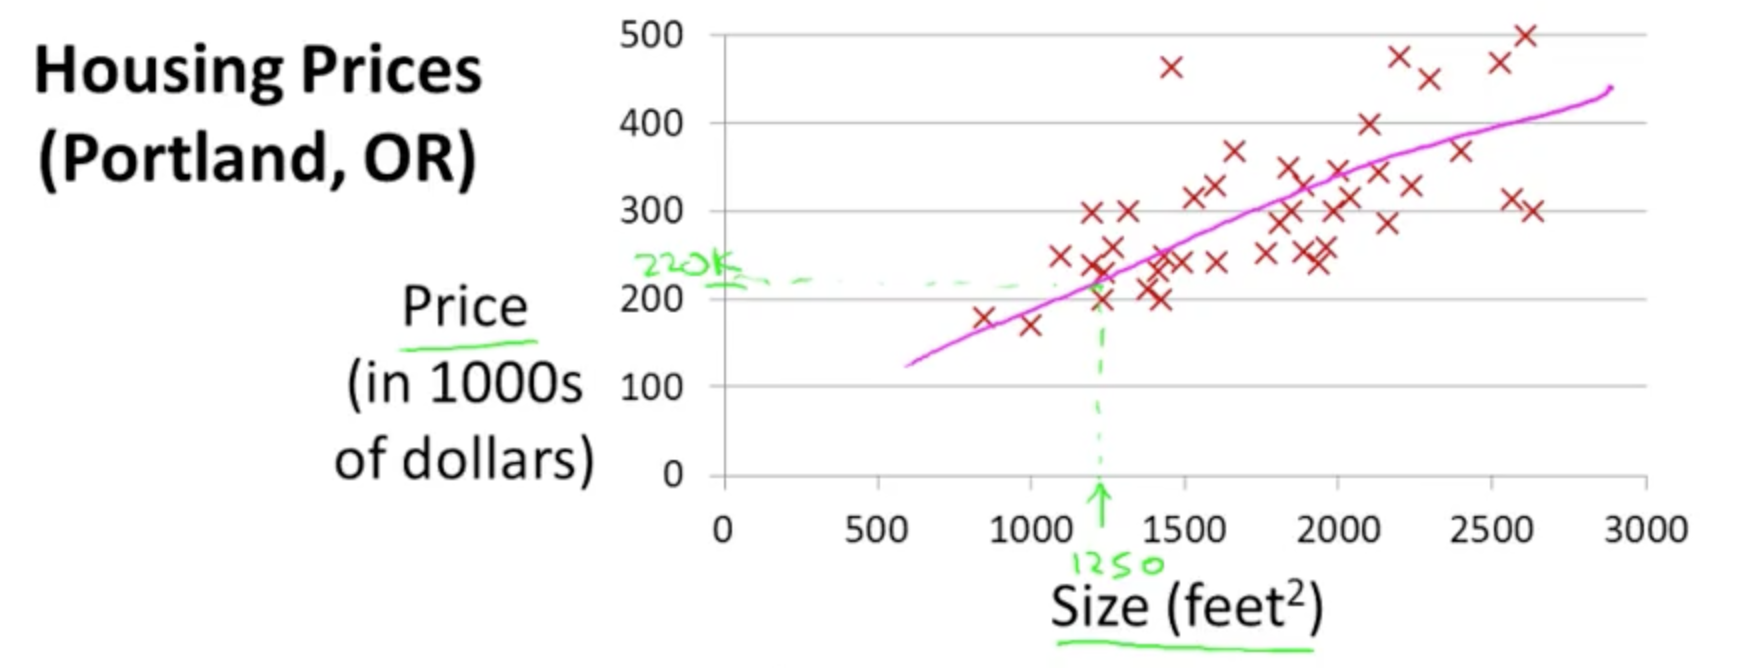 Housing Prices
(Portland, OR)
Price
(in 1000s
of dollars)
500
400
300
220K
200
100
0
0 500 1000 1500 2000 2500 3000
1250
Size (feet²)